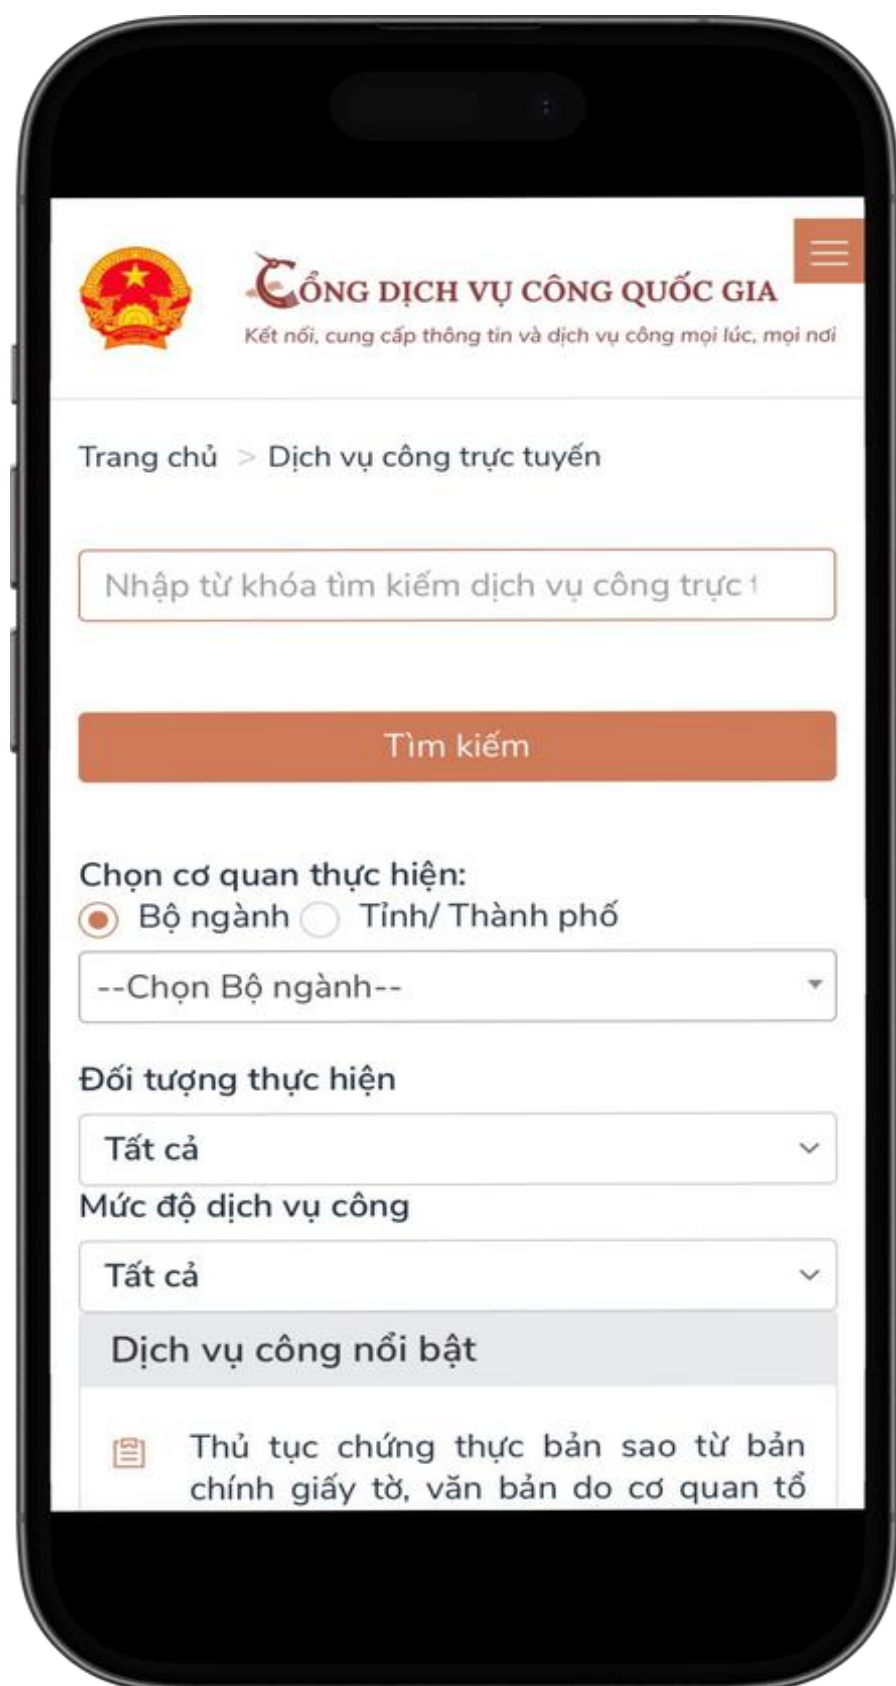 CỔNG DỊCH VỤ CÔNG QUỐC GIA
Kết nối, cung cấp thông tin và dịch vụ công mọi lúc, mọi nơi
Trang chủ > Dịch vụ công trực tuyến
Nhập từ khóa tìm kiếm dịch vụ công trực t
Tìm kiếm
Chọn cơ quan thực hiện:
Bộ ngành Tỉnh/ Thành phố
--Chọn Bộ ngành--
Đối tượng thực hiện
Tất cả
Mức độ dịch vụ công
Tất cả
Dịch vụ công nổi bật
Thủ tục chứng thực bản sao từ bản
chính giấy tờ, văn bản do cơ quan tổ